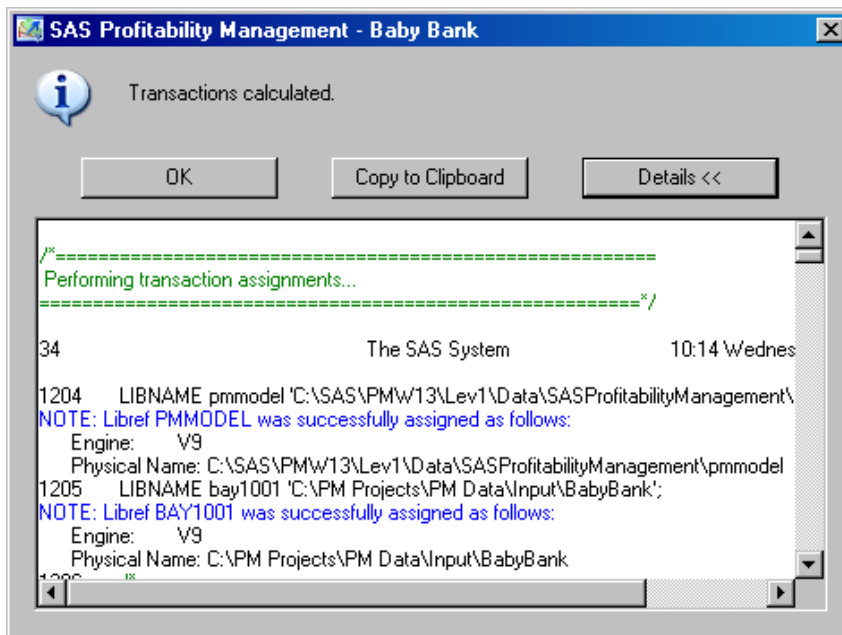 SAS Profitability Management - Baby Bank
Transactions calculated.
OK Copy to Clipboard Details <<
/*========================================================
Performing transaction assignments...
========================================================*/
34 The SAS System 10:14 Wednes
1204 LIBNAME pmmodel 'C:\SAS\PMW13\Lev1\Data\SASProfitabilityManagement\
NOTE: Libref PMMODEL was successfully assigned as follows:
Engine: V9
Physical Name: C:\SAS\PMW13\Lev1\Data\SASProfitabilityManagement\pmmodel
1205 LIBNAME bay1001 'C:\PM Projects\PM Data\Input\BabyBank';
NOTE: Libref BAY1001 was successfully assigned as follows:
Engine: V9
Physical Name: C:\PM Projects\PM Data\Input\BabyBank